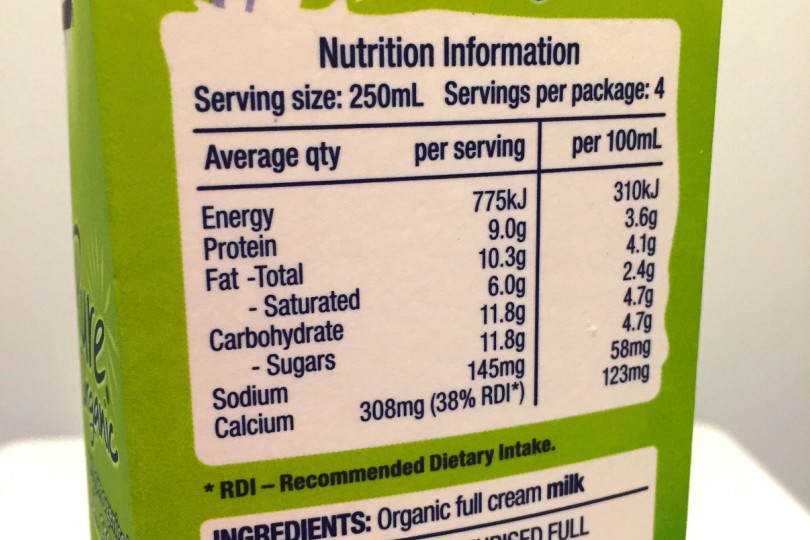 Nutrition Information
Serving size: 250mL Servings per package: 4
Average qty per serving per 100mL
Energy 775kJ 310kJ
Protein 9.0g 3.6g
Fat -Total 10.3g 4.1g
- Saturated 6.0g 2.4g
Carbohydrate 11.8g 4.7g
- Sugars 11.8g 4.7g
Sodium 145mg 58mg
Calcium 308mg (38% RDI*) 123mg
* RDI – Recommended Dietary Intake.
INGREDIENTS: Organic full cream milk
FULL